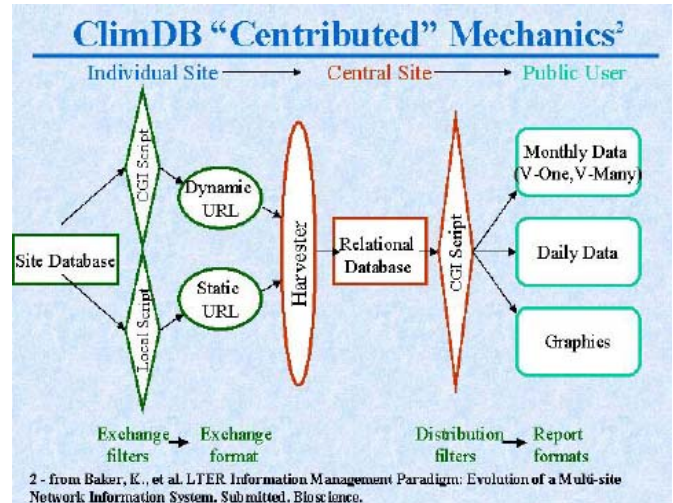 ClimDB “Centributed” Mechanics²
Individual Site Central Site Public User
CGI Script
Dynamic
URL
Site Database
Local Script
Static
URL
Harvester
Relational
Database
CGI Script
Monthly Data
(V-One,V-Many)
Daily Data
Graphics
Exchange
filters
Exchange
format
Distribution
filters
Report
formats
2 - from Baker, K., et al. LTER Information Management Paradigm: Evolution of a Multi-site
Network Information System. Submitted. Bioscience.